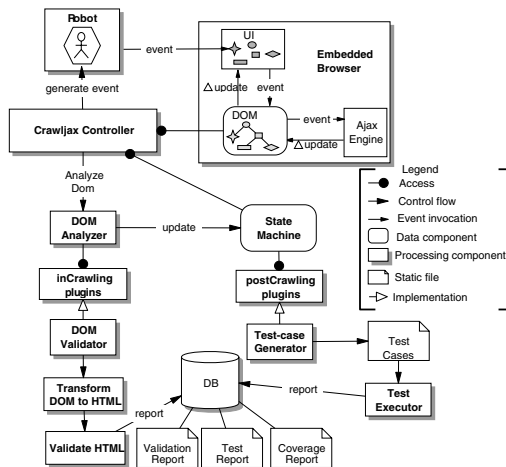 Robot
event
generate event
UI
Embedded
Browser
△update
event
DOM
event
△update
Ajax
Engine
Crawljax Controller
Analyze
Dom
DOM
Analyzer
update
State
Machine
Legend
Access
Control flow
Event invocation
Data component
Processing component
Static file
Implementation
inCrawling
plugins
postCrawling
plugins
DOM
Validator
Test-case
Generator
Test
Cases
Transform
DOM to HTML
DB
report
Test
Executor
report
Validate HTML
Validation
Report
Test
Report
Coverage
Report